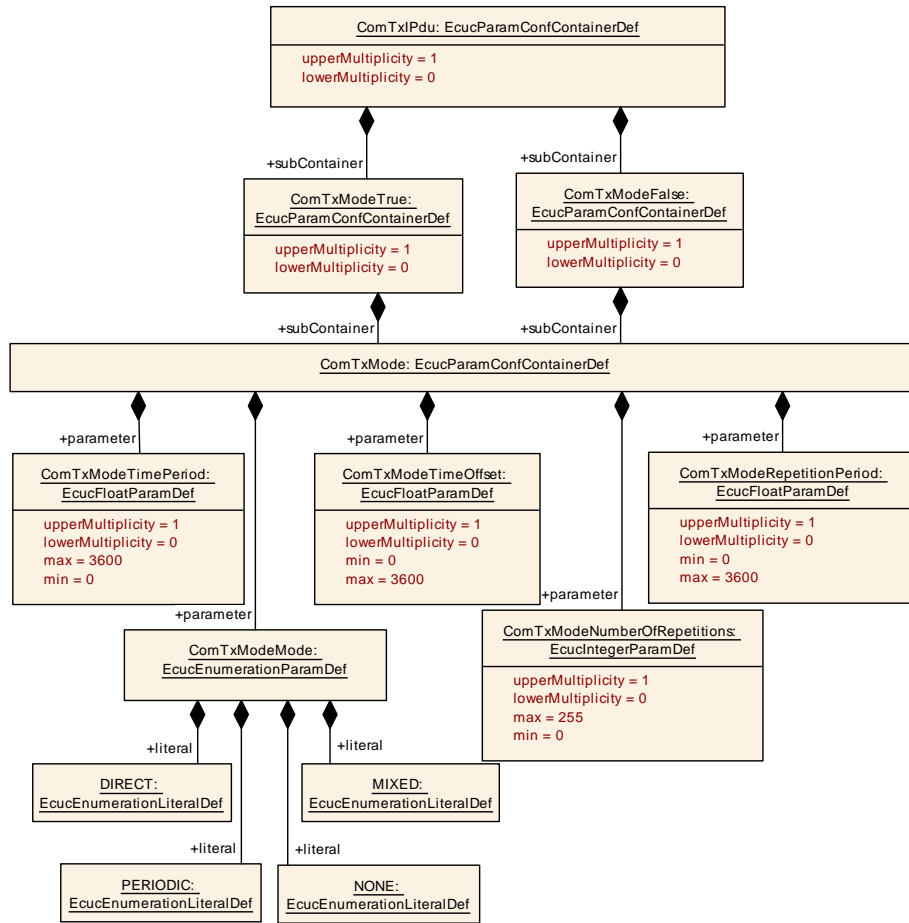 ComTxIPdu: EcucParamConfContainerDef
upperMultiplicity = 1
lowerMultiplicity = 0
+subContainer
+subContainer
ComTxModeTrue:
EcucParamConfContainerDef
upperMultiplicity = 1
lowerMultiplicity = 0
ComTxModeFalse:
EcucParamConfContainerDef
upperMultiplicity = 1
lowerMultiplicity = 0
+subContainer
+subContainer
ComTxMode: EcucParamConfContainerDef
+parameter
+parameter
+parameter
ComTxModeTimePeriod:
EcucFloatParamDef
upperMultiplicity = 1
lowerMultiplicity = 0
max = 3600
min = 0
ComTxModeTimeOffset:
EcucFloatParamDef
upperMultiplicity = 1
lowerMultiplicity = 0
min = 0
max = 3600
ComTxModeRepetitionPeriod:
EcucFloatParamDef
upperMultiplicity = 1
lowerMultiplicity = 0
min = 0
max = 3600
+parameter
+parameter
ComTxModeMode:
EcucEnumerationParamDef
ComTxModeNumberOfRepetitions:
EcucIntegerParamDef
upperMultiplicity = 1
lowerMultiplicity = 0
max = 255
min = 0
+literal
+literal
DIRECT:
EcucEnumerationLiteralDef
MIXED:
EcucEnumerationLiteralDef
+literal
+literal
PERIODIC:
EcucEnumerationLiteralDef
NONE:
EcucEnumerationLiteralDef